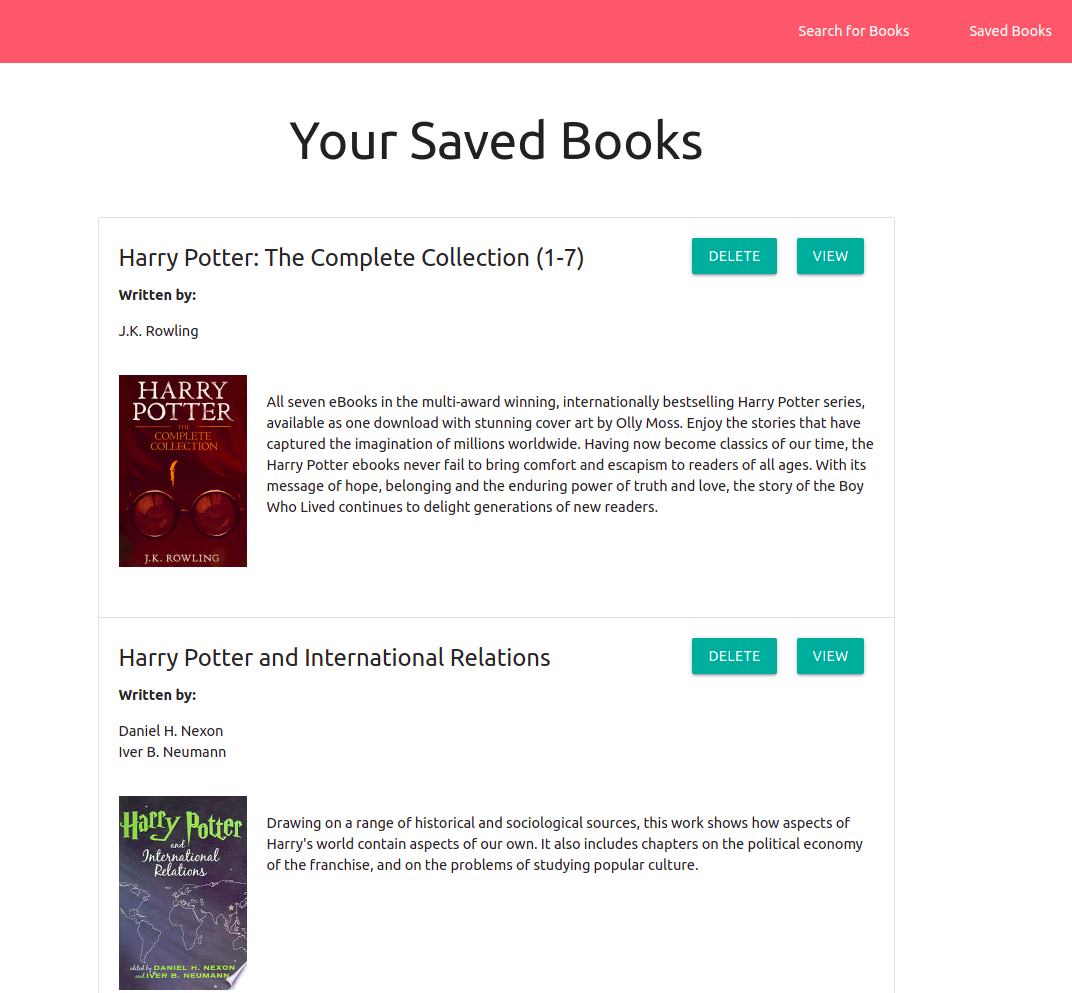 Search for Books
Saved Books
Your Saved Books
Harry Potter: The Complete Collection (1-7)
DELETE
VIEW
Written by:
J.K. Rowling
HARRY
POTTER
THE
COMPLETE
COLLECTION
J.K. ROWLING
All seven eBooks in the multi-award winning, internationally bestselling Harry Potter series,
available as one download with stunning cover art by Olly Moss. Enjoy the stories that have
captured the imagination of millions worldwide. Having now become classics of our time, the
Harry Potter ebooks never fail to bring comfort and escapism to readers of all ages. With its
message of hope, belonging and the enduring power of truth and love, the story of the Boy
Who Lived continues to delight generations of new readers.
Harry Potter and International Relations
DELETE
VIEW
Written by:
Daniel H. Nexon
Iver B. Neumann
Harry Potter
and
International
Relations
edited by DANIEL H. NEXON
and IVER B. NEUMANN
Drawing on a range of historical and sociological sources, this work shows how aspects of
Harry's world contain aspects of our own. It also includes chapters on the political economy
of the franchise, and on the problems of studying popular culture.